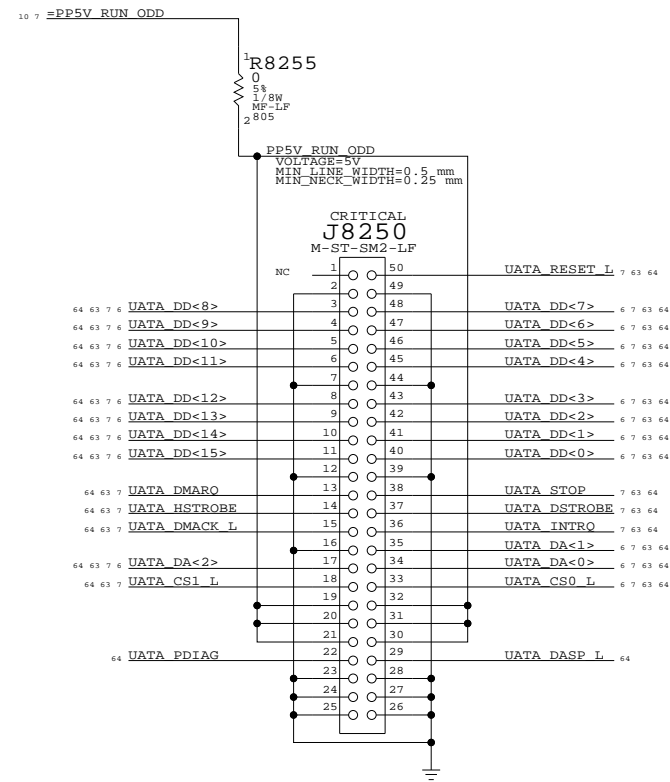 10 7 =PP5V_RUN_ODD
1
R8255
0
5%
1/8W
MF-LF
805
2
PP5V_RUN_ODD
VOLTAGE=5V
MIN_LINE_WIDTH=0.5 mm
MIN_NECK_WIDTH=0.25 mm
CRITICAL
J8250
M-ST-SM2-LF
NC 1 50 UATA_RESET_L 7 63 64
2 49
64 63 7 6 UATA_DD<8> 3 48 UATA_DD<7> 6 7 63 64
64 63 7 6 UATA_DD<9> 4 47 UATA_DD<6> 6 7 63 64
64 63 7 6 UATA_DD<10> 5 46 UATA_DD<5> 6 7 63 64
64 63 7 6 UATA_DD<11> 6 45 UATA_DD<4> 6 7 63 64
7 44
64 63 7 6 UATA_DD<12> 8 43 UATA_DD<3> 6 7 63 64
64 63 7 6 UATA_DD<13> 9 42 UATA_DD<2> 6 7 63 64
64 63 7 6 UATA_DD<14> 10 41 UATA_DD<1> 6 7 63 64
64 63 7 6 UATA_DD<15> 11 40 UATA_DD<0> 6 7 63 64
12 39
64 63 7 UATA_DMARQ 13 38 UATA_STOP 7 63 64
64 63 7 UATA_HSTROBE 14 37 UATA_DSTROBE 7 63 64
64 63 7 UATA_DMACK_L 15 36 UATA_INTRQ 7 63 64
16 35 UATA_DA<1> 6 7 63 64
64 63 7 6 UATA_DA<2> 17 34 UATA_DA<0> 6 7 63 64
64 63 7 UATA_CS1_L 18 33 UATA_CS0_L 6 7 63 64
19 32
20 31
21 30
64 UATA_PDIAG 22 29 UATA_DASP_L 64
23 28
24 27
25 26